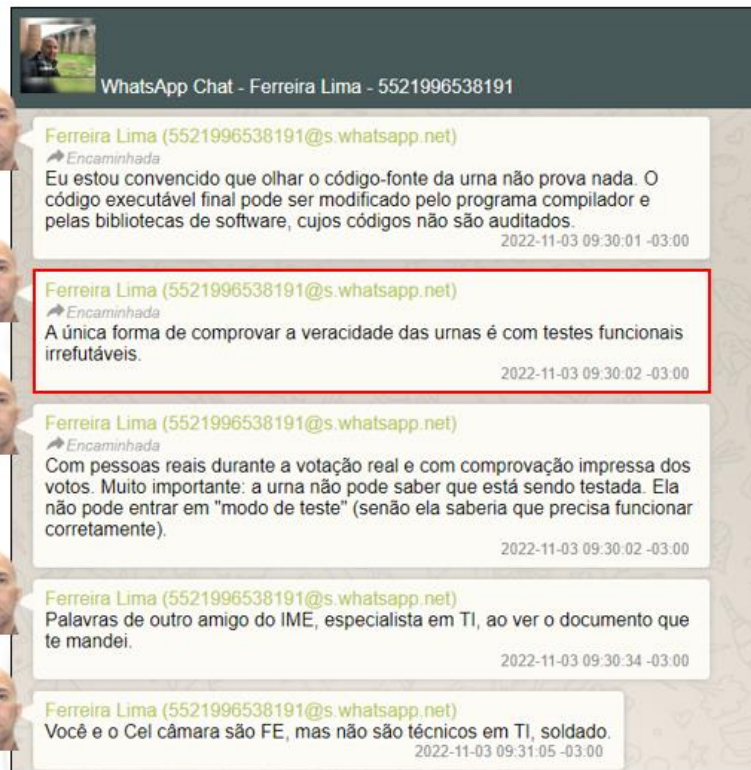 WhatsApp Chat - Ferreira Lima - 5521996538191
Ferreira Lima (5521996538191@s.whatsapp.net)
Encaminhada
Eu estou convencido que olhar o código-fonte da urna não prova nada. O
código executável final pode ser modificado pelo programa compilador e
pelas bibliotecas de software, cujos códigos não são auditados.
2022-11-03 09:30:01 -03:00
Ferreira Lima (5521996538191@s.whatsapp.net)
Encaminhada
A única forma de comprovar a veracidade das urnas é com testes funcionais
irrefutáveis.
2022-11-03 09:30:02 -03:00
Ferreira Lima (5521996538191@s.whatsapp.net)
Encaminhada
Com pessoas reais durante a votação real e com comprovação impressa dos
votos. Muito importante: a urna não pode saber que está sendo testada. Ela
não pode entrar em "modo de teste" (senão ela saberia que precisa funcionar
corretamente).
2022-11-03 09:30:02 -03:00
Ferreira Lima (5521996538191@s.whatsapp.net)
Palavras de outro amigo do IME, especialista em TI, ao ver o documento que
te mandei.
2022-11-03 09:30:34 -03:00
Ferreira Lima (5521996538191@s.whatsapp.net)
Você e o Cel câmara são FE, mas não são técnicos em TI, soldado.
2022-11-03 09:31:05 -03:00